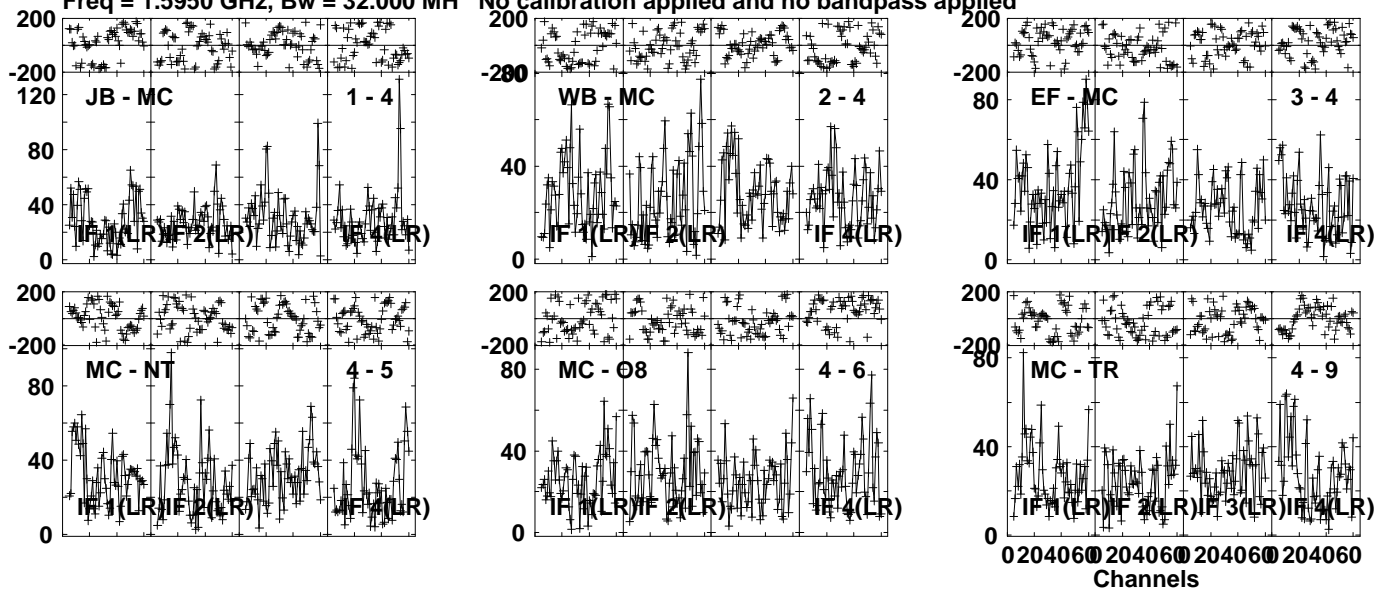 Freq = 1.5950 GHz, Bw = 32.000 MH No calibration applied and no bandpass applied
200 200 200
-200 -200 80 -200
120 JB - MC 1 - 4 WB - MC 2 - 4 80 EF - MC 3 - 4
80 40 40
40
IF 1(LR) IF 2(LR) IF 4(LR) IF 1(LR) IF 2(LR) IF 4(LR) IF 1(LR) IF 2(LR) IF 4(LR)
0 0 0
200 200 200
-200 -200 -200
MC - NT 4 - 5 MC - O8 4 - 6 80 MC - TR 4 - 9
80 80
40 40 40
IF 1(LR) IF 2(LR) IF 4(LR) IF 1(LR) IF 2(LR) IF 4(LR) IF 1(LR) IF 2(LR) IF 3(LR) IF 4(LR)
0 0 0
0 20 40 60 0 20 40 60 0 20 40 60 0 20 40 60
Channels